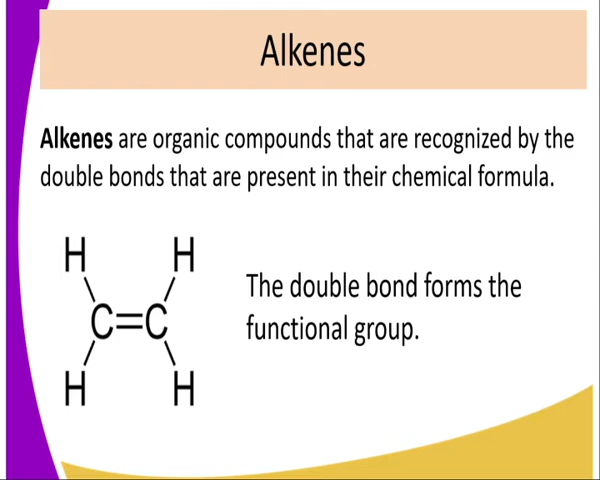 Alkenes
Alkenes are organic compounds that are recognized by the
double bonds that are present in their chemical formula.
H H
C=C
H H
The double bond forms the
functional group.